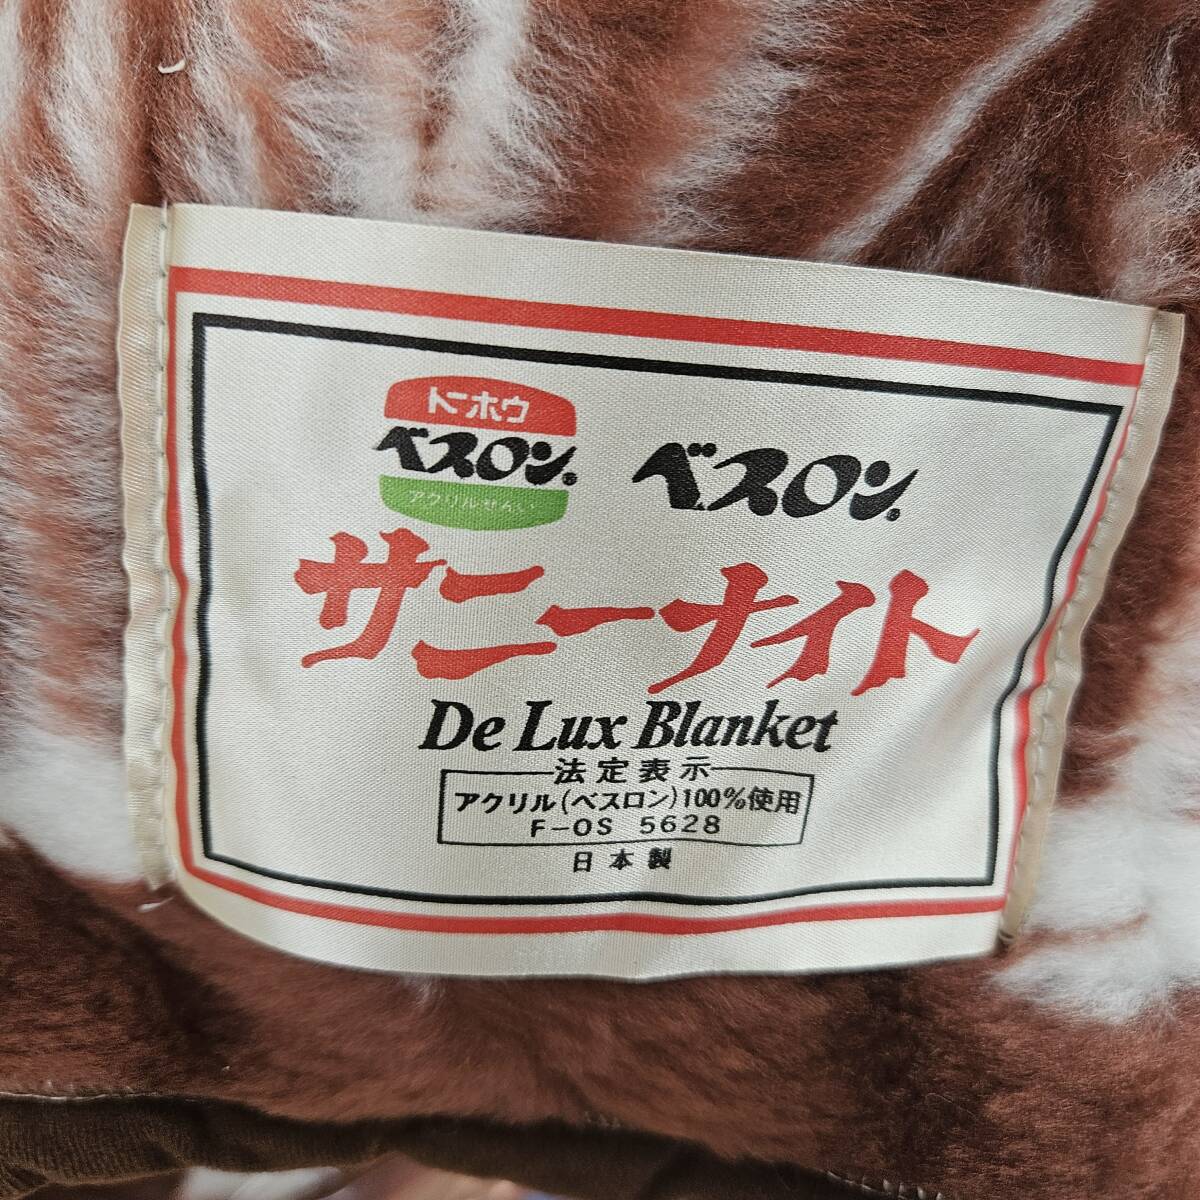 トーホウ
ベスロン®
アクリルせんい
ベスロン®
サニーナイト
De Lux Blanket
法定表示
アクリル(ベスロン)100%使用
F-OS 5628
日本製